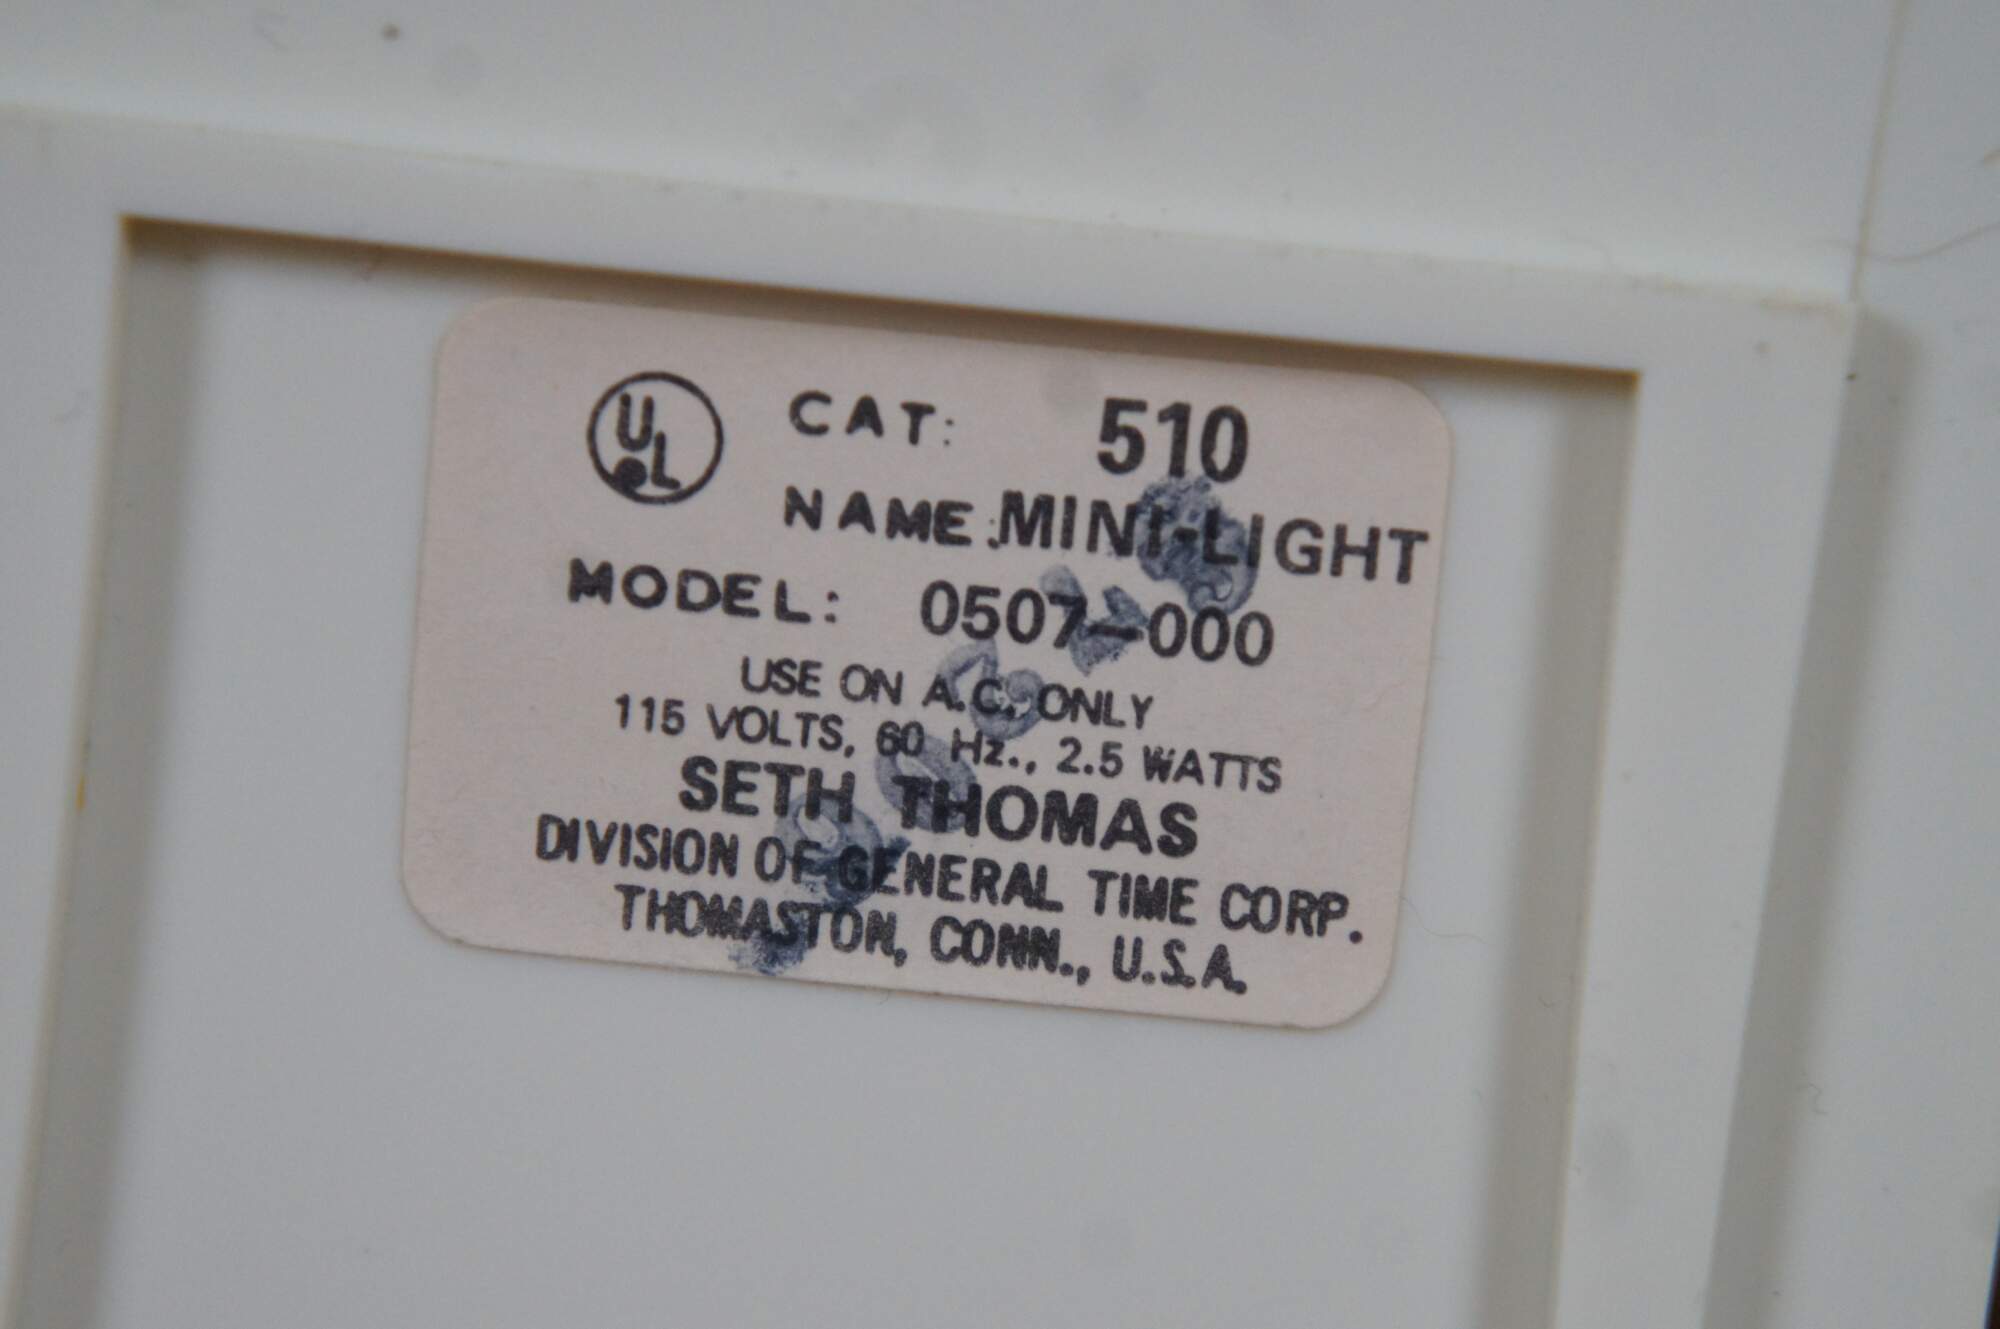 UL CAT: 510
NAME: MINI-LIGHT
MODEL: 0507-000
USE ON A.C. ONLY
115 VOLTS, 60 Hz., 2.5 WATTS
SETH THOMAS
DIVISION OF GENERAL TIME CORP.
THOMASTON, CONN., U.S.A.